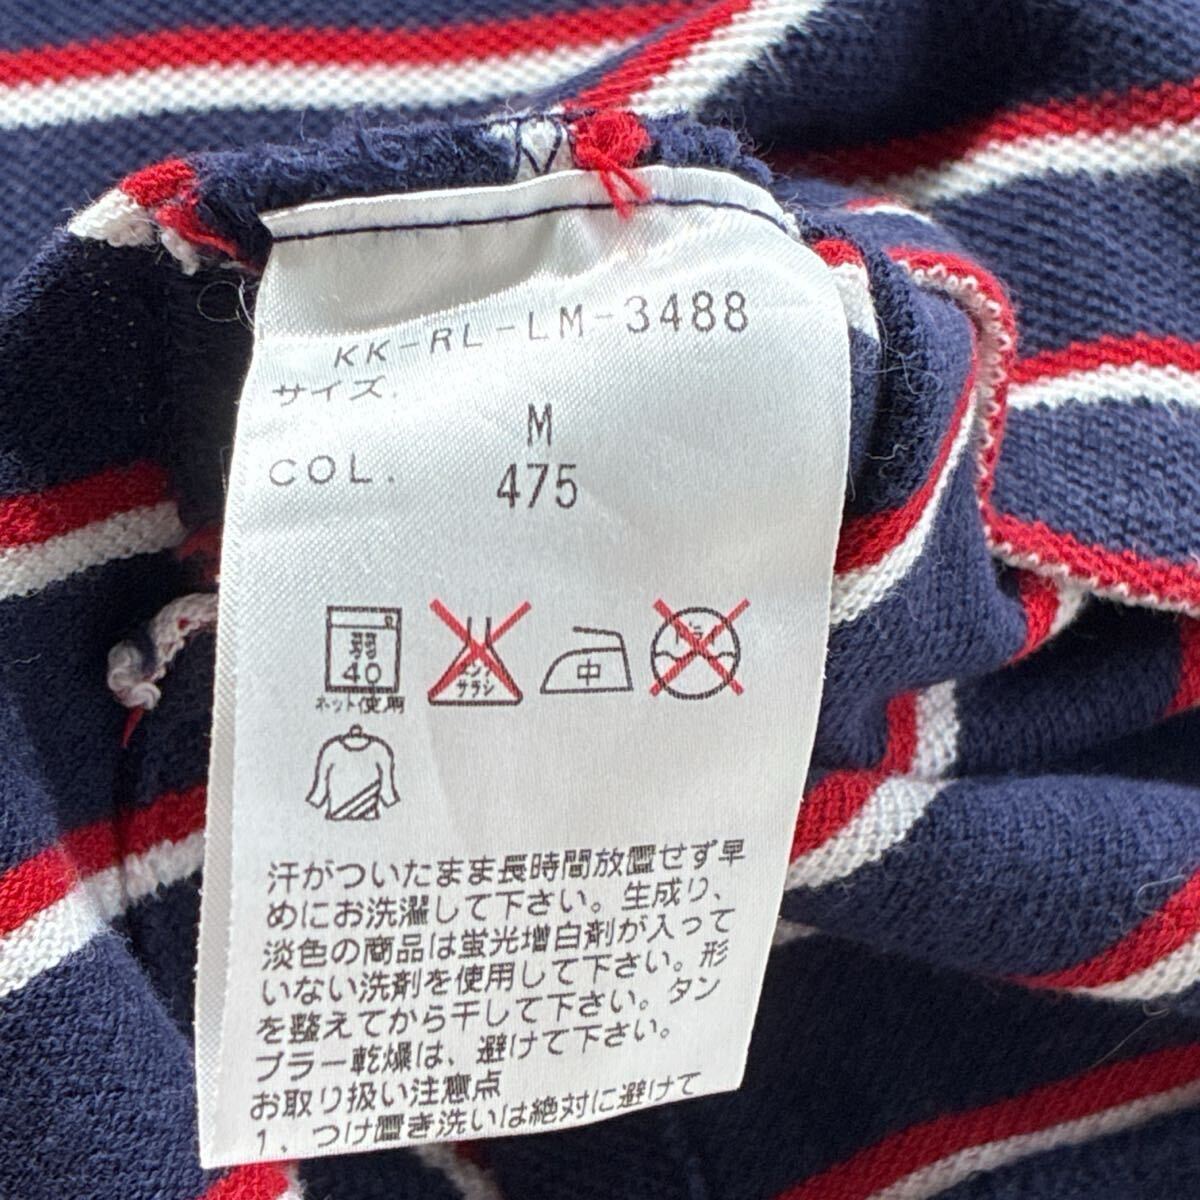 KK-RL-LM-3488
サイズ.
M
COL.
475
弱
40
ネット使用
エンソ
サラシ
中
ドライ
汗がついたまま長時間放置せず早
めにお洗濯して下さい。生成り、
淡色の商品は蛍光増白剤が入って
いない洗剤を使用して下さい。形
を整えてから干して下さい。タン
ブラー乾燥は、避けて下さい。
お取り扱い注意点
1、つけ置き洗いは絶対に避けて